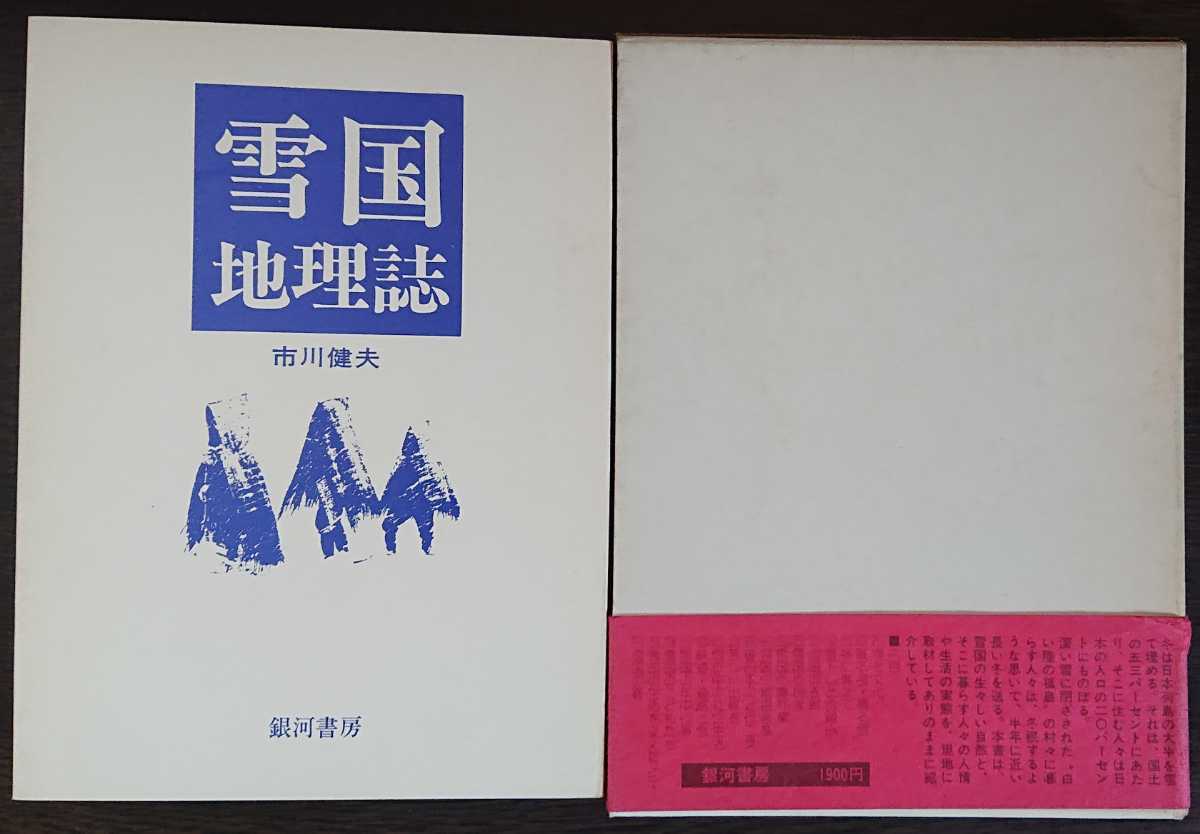 雪国
地理誌
市川健夫
銀河書房
冬は日本列島の大半を雪
で埋める。それは、国土
の五三パーセントにあた
り、そこに住む人々は日
本の人口の二〇パーセン
トにものぼる。
深い雪に閉ざされた〝白
い陸の孤島〟の村々に暮
らす人々は、冬眠するよ
うな思いで、半年に近い
長い冬を送る。本書は、
雪国の生々しい自然と、
そこに暮らす人々の人情
や生活の実態を、現地に
取材してありのままに紹
介している。
■
銀河書房 1900円